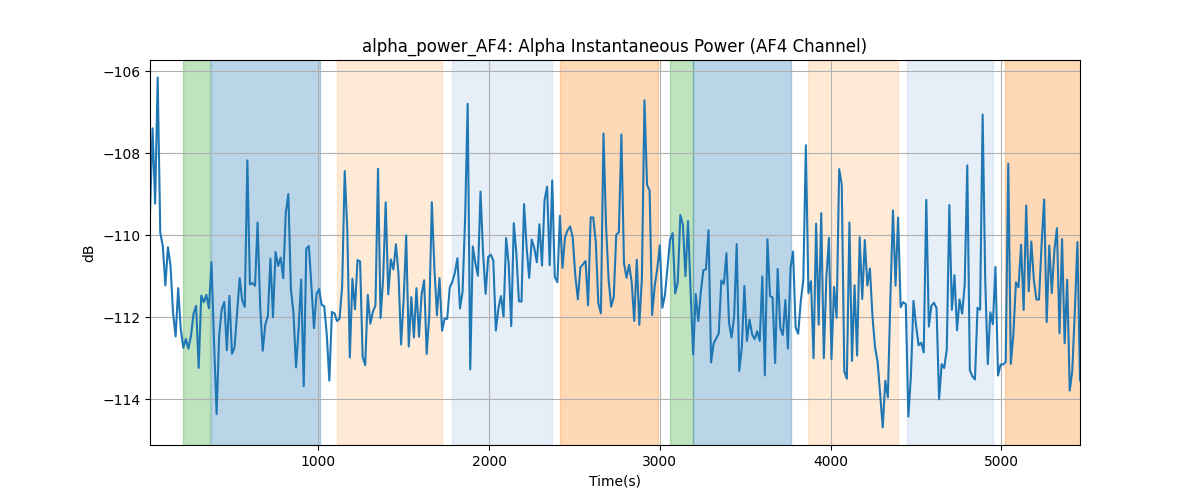 alpha_power_AF4: Alpha Instantaneous Power (AF4 Channel)
−106
−108
−110
−112
−114
dB
1000 2000 3000 4000 5000
Time(s)